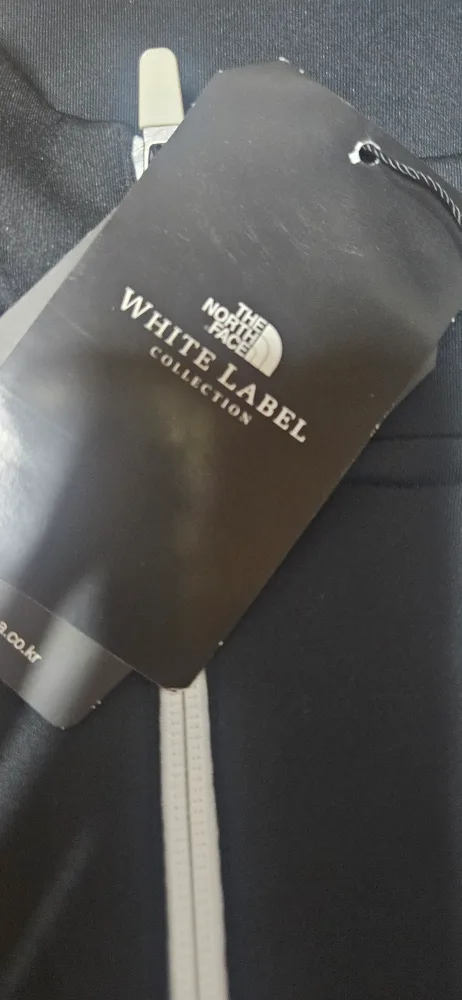 THE
NORTH
FACE
WHITE LABEL
COLLECTION
a.co.kr